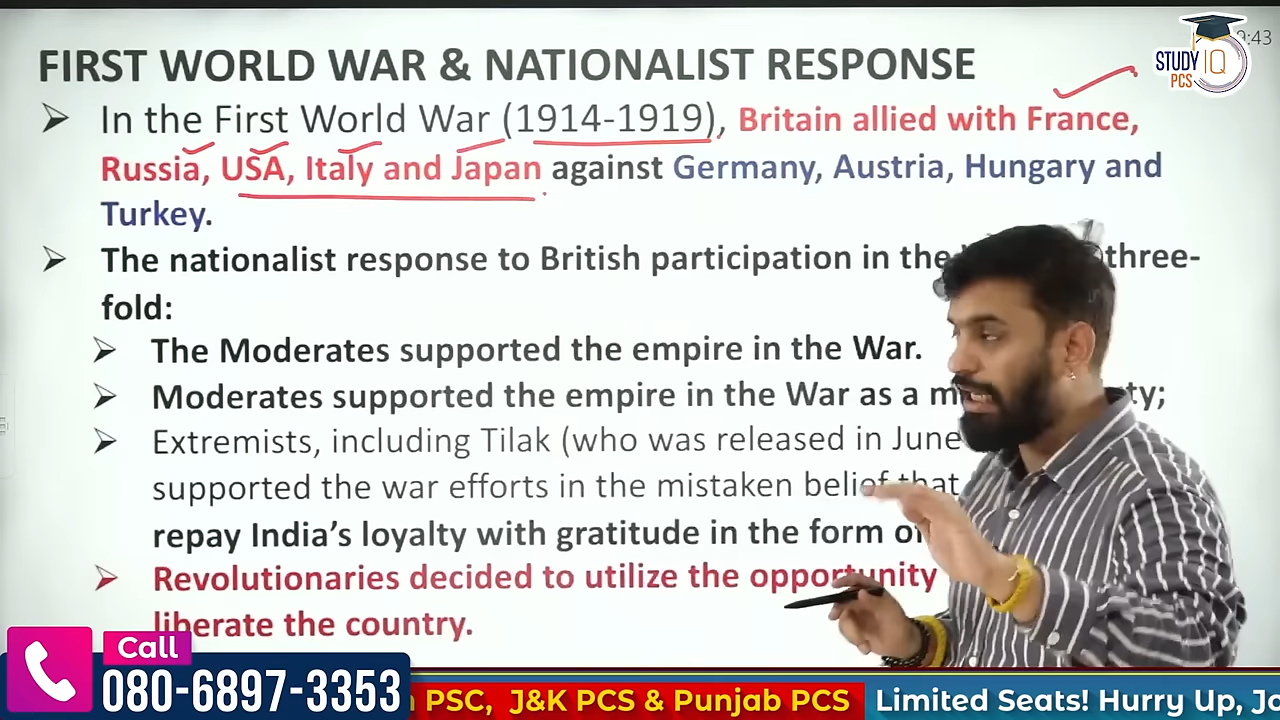 FIRST WORLD WAR & NATIONALIST RESPONSE
9:43
STUDY IQ
PCS
➢ In the First World War (1914-1919), Britain allied with France,
Russia, USA, Italy and Japan against Germany, Austria, Hungary and
Turkey.
➢ The nationalist response to British participation in the three-
fold:
➢ The Moderates supported the empire in the War.
➢ Moderates supported the empire in the War as a
➢ Extremists, including Tilak (who was released in June
supported the war efforts in the mistaken belief that
repay India's loyalty with gratitude in the form of
➢ Revolutionaries decided to utilize the opportunity
liberate the country.
Call
080-6897-3353
PSC, J&K PCS & Punjab PCS
Limited Seats! Hurry Up,